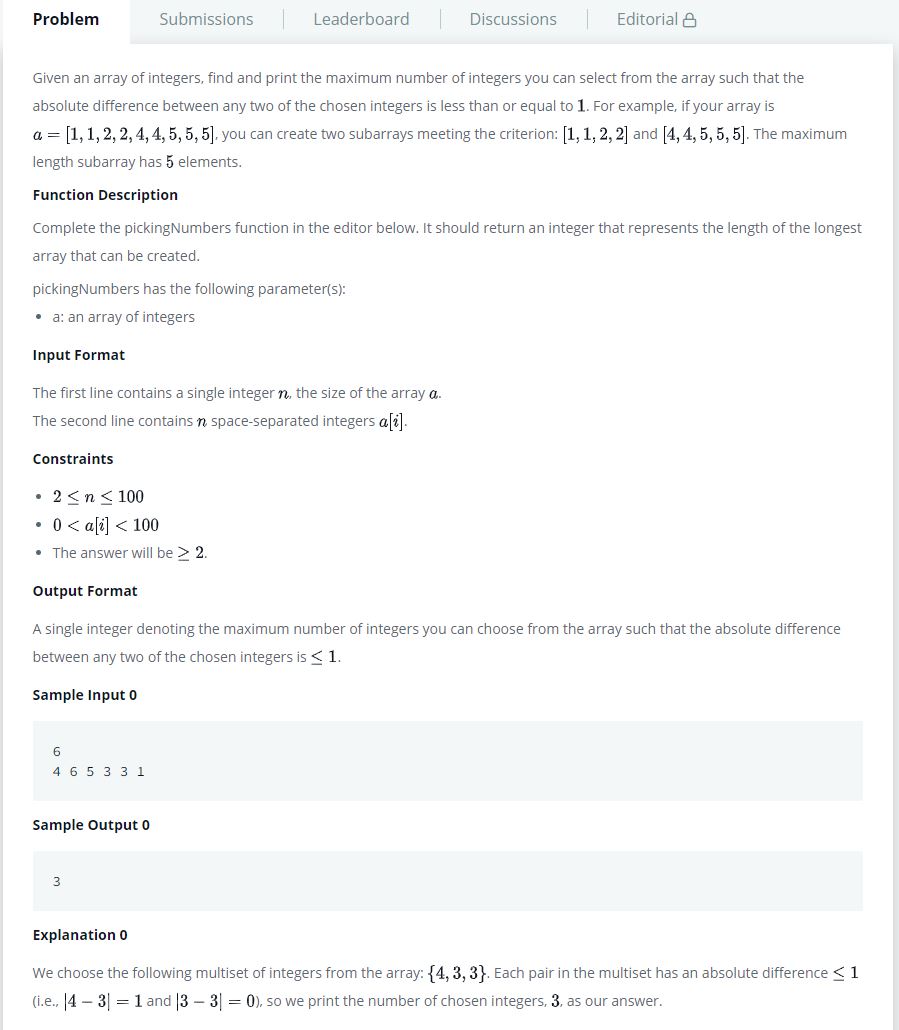 Problem Submissions Leaderboard Discussions Editorial
Given an array of integers, find and print the maximum number of integers you can select from the array such that the
absolute difference between any two of the chosen integers is less than or equal to 1. For example, if your array is
a = [1, 1, 2, 2, 4, 4, 5, 5, 5], you can create two subarrays meeting the criterion: [1, 1, 2, 2] and [4, 4, 5, 5, 5]. The maximum
length subarray has 5 elements.
Function Description
Complete the pickingNumbers function in the editor below. It should return an integer that represents the length of the longest
array that can be created.
pickingNumbers has the following parameter(s):
• a: an array of integers
Input Format
The first line contains a single integer n, the size of the array a.
The second line contains n space-separated integers a[i].
Constraints
• 2 ≤ n ≤ 100
• 0 < a[i] < 100
• The answer will be ≥ 2.
Output Format
A single integer denoting the maximum number of integers you can choose from the array such that the absolute difference
between any two of the chosen integers is ≤ 1.
Sample Input 0
6
4 6 5 3 3 1
Sample Output 0
3
Explanation 0
We choose the following multiset of integers from the array: {4, 3, 3}. Each pair in the multiset has an absolute difference ≤ 1
(i.e., |4 − 3| = 1 and |3 − 3| = 0), so we print the number of chosen integers, 3, as our answer.